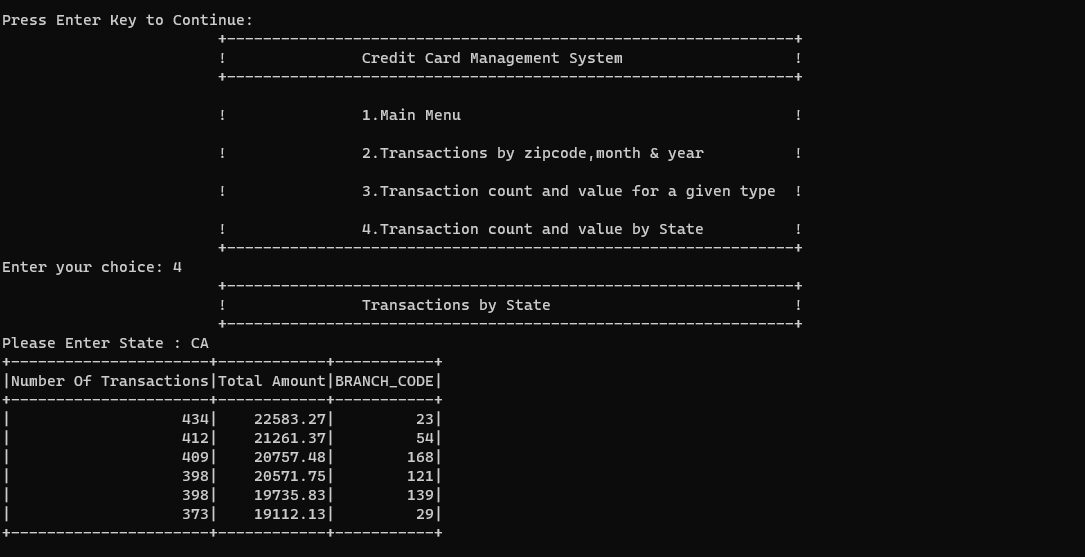 Press Enter Key to Continue:
+---------------------------------------------------------------+
! Credit Card Management System !
+---------------------------------------------------------------+
! 1.Main Menu !
! 2.Transactions by zipcode,month & year !
! 3.Transaction count and value for a given type !
! 4.Transaction count and value by State !
+---------------------------------------------------------------+
Enter your choice: 4
+---------------------------------------------------------------+
! Transactions by State !
+---------------------------------------------------------------+
Please Enter State : CA
+----------------------+------------+-----------+
|Number Of Transactions|Total Amount|BRANCH_CODE|
+----------------------+------------+-----------+
|                   434|    22583.27|         23|
|                   412|    21261.37|         54|
|                   409|    20757.48|        168|
|                   398|    20571.75|        121|
|                   398|    19735.83|        139|
|                   373|    19112.13|         29|
+----------------------+------------+-----------+